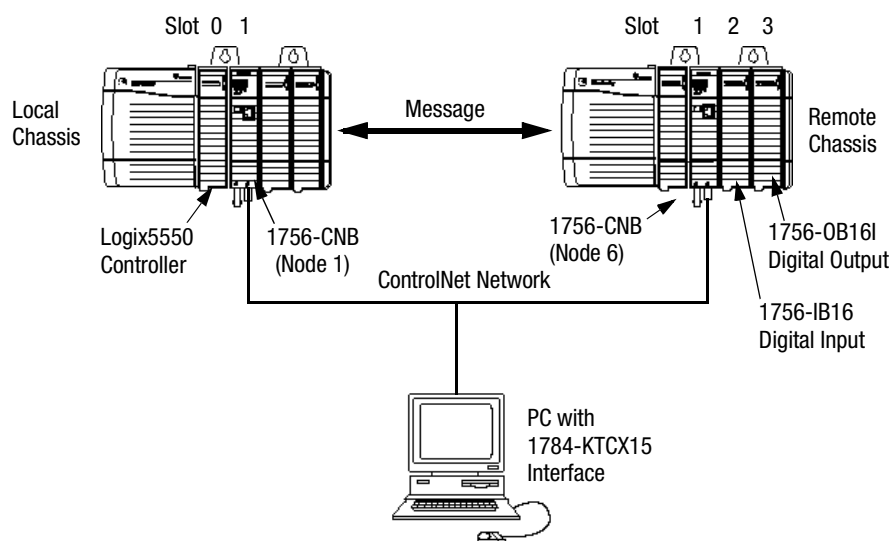 Slot 0 1
Slot 1 2 3
Local
Chassis
Message
Remote
Chassis
Logix5550
Controller
1756-CNB
(Node 1)
1756-CNB
(Node 6)
1756-OB16I
Digital Output
ControlNet Network
1756-IB16
Digital Input
PC with
1784-KTCX15
Interface